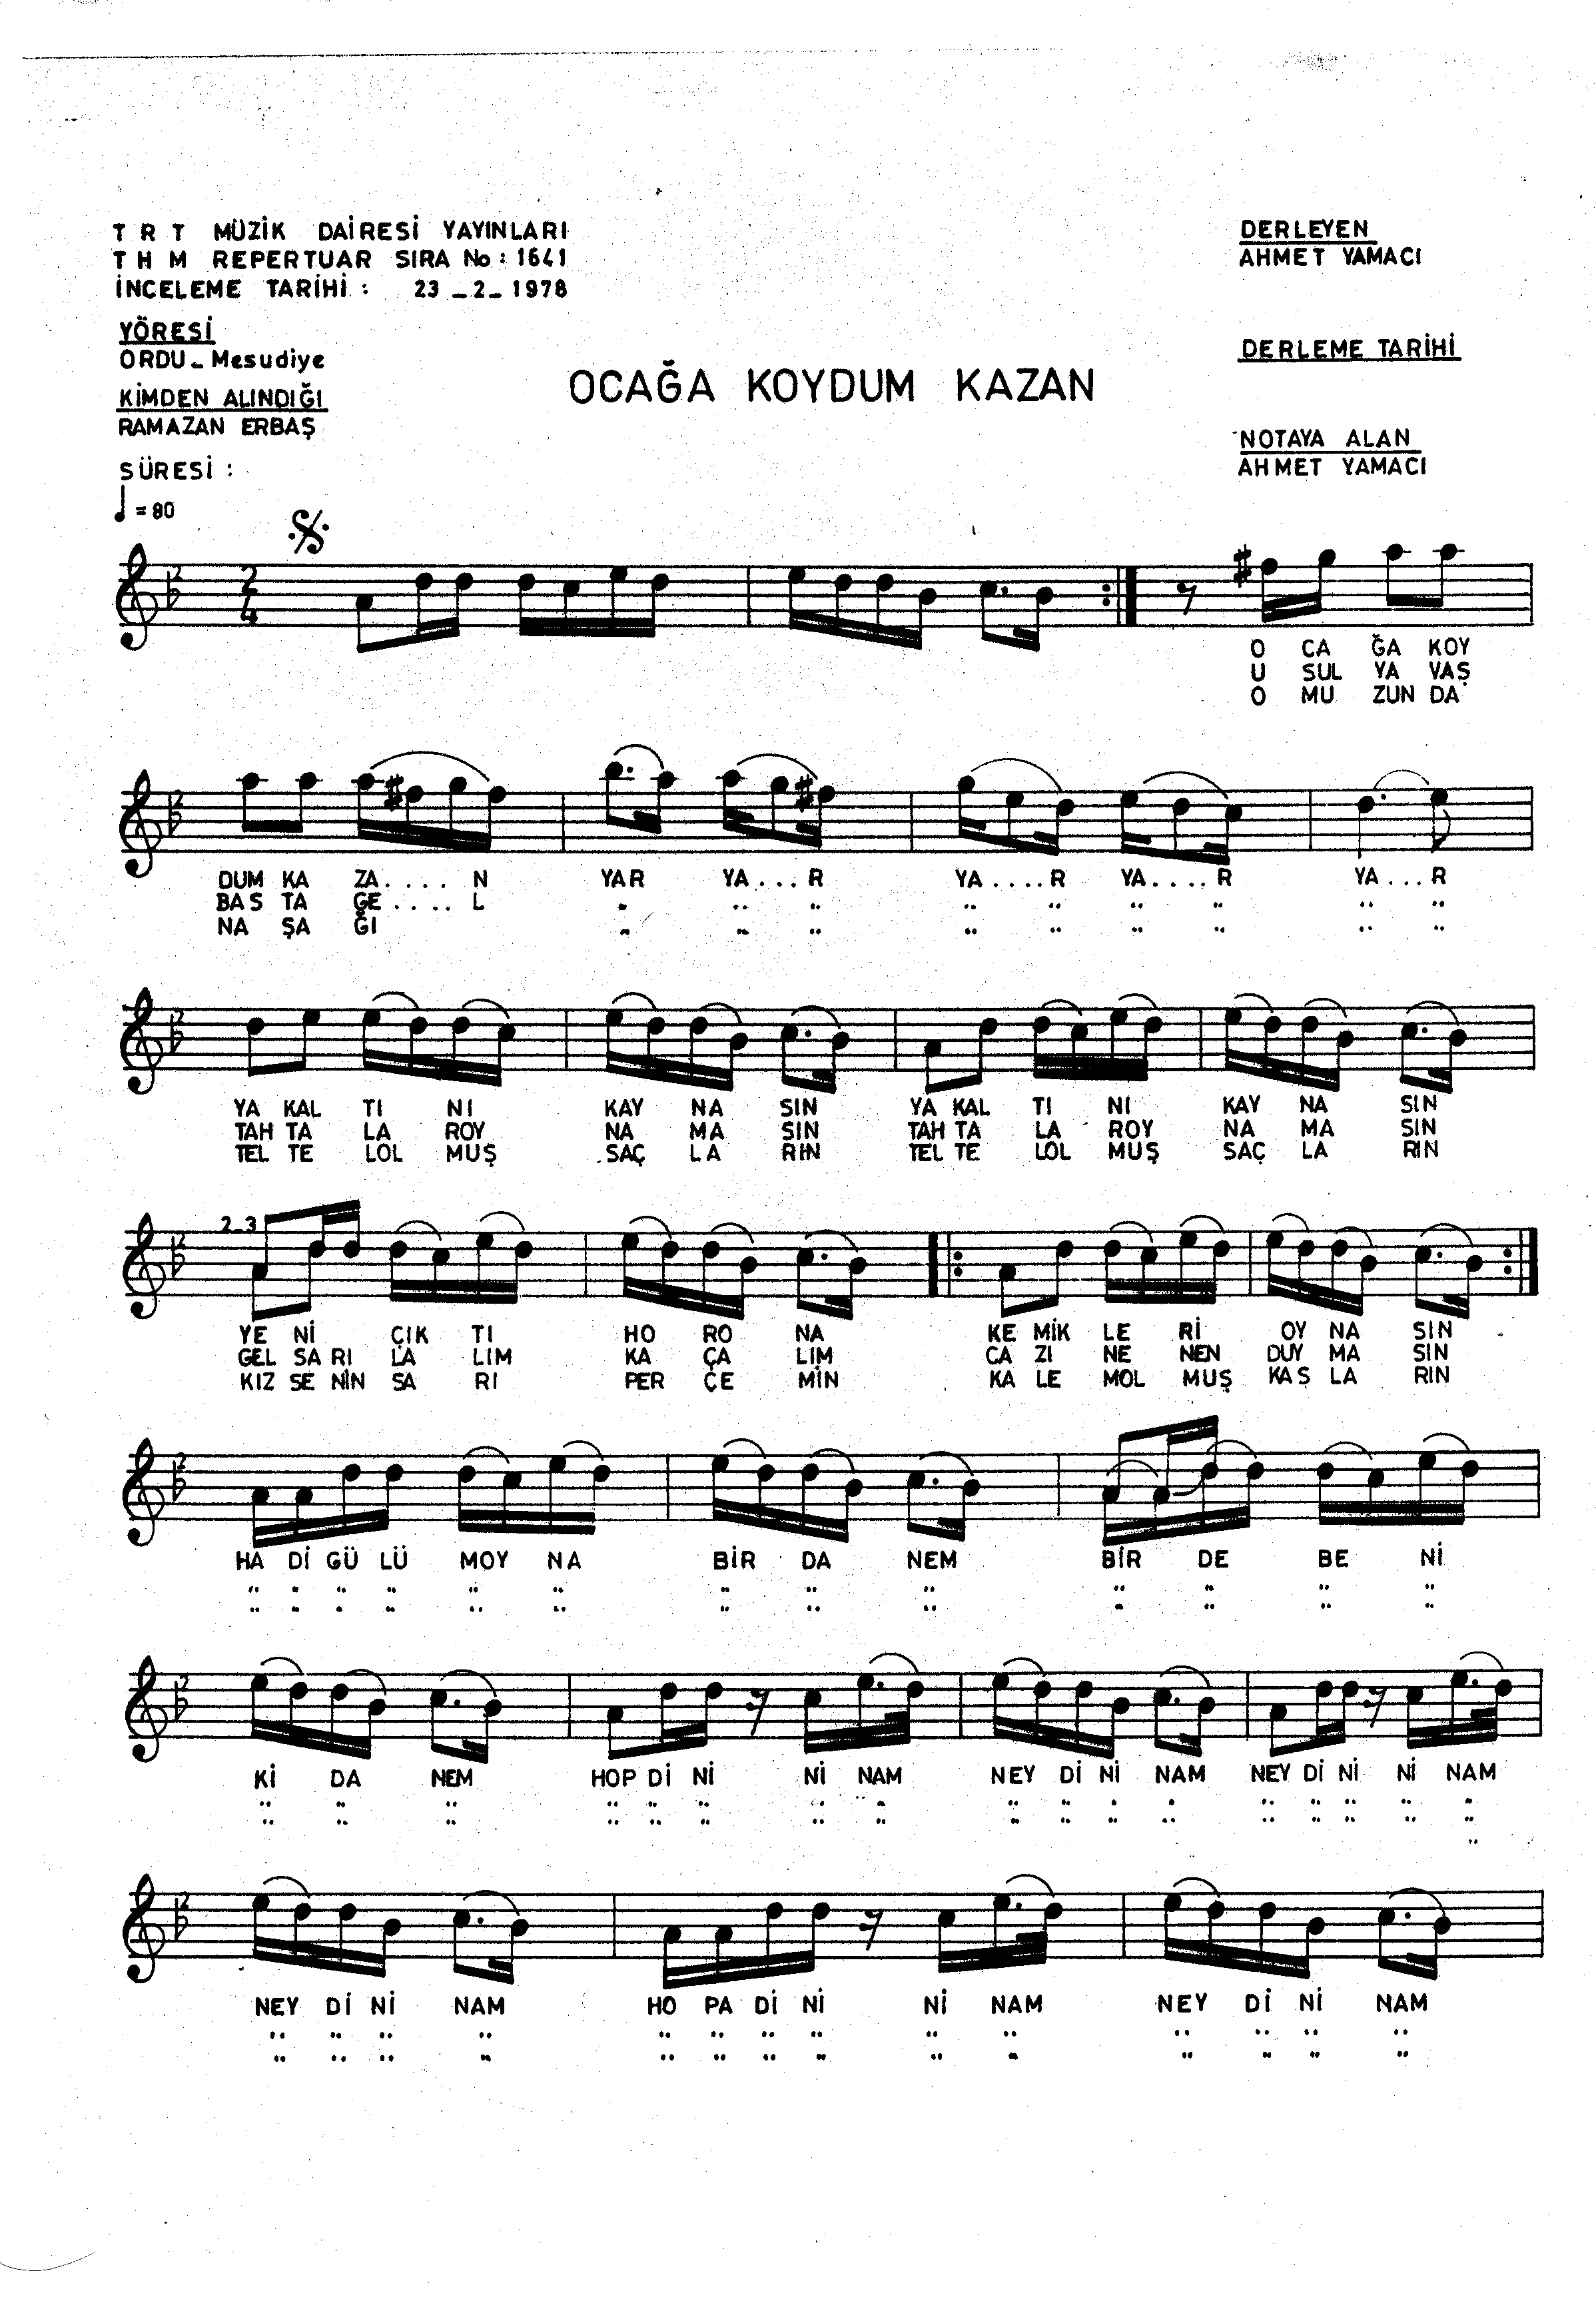 T R T MÜZİK DAİRESİ YAYINLARI
T H M REPERTUAR SIRA No : 1641
İNCELEME TARİHİ : 23 _ 2 _ 1978
DERLEYEN
AHMET YAMACI
YÖRESİ
ORDU _ Mesudiye
DERLEME TARİHİ
KİMDEN ALINDIĞI
RAMAZAN ERBAŞ
OCAĞA KOYDUM KAZAN
NOTAYA ALAN
AHMET YAMACI
SÜRESİ :
= 80
2
4
O CA ĞA KOY
U SUL YA VAŞ
O MU ZUN DA
DUM KA ZA.... N YAR YA...R YA....R YA....R YA...R
BAS TA GE.... L " " " " " " " " "
NA ŞA ĞI " " " " " " " " "
YA KAL TI NI KAY NA SIN YA KAL TI NI KAY NA SIN
TAH TA LA ROY NA MA SIN TAH TA LA ROY NA MA SIN
TEL TE LOL MUŞ SAÇ LA RIN TEL TE LOL MUŞ SAÇ LA RIN
2_3
YE Nİ ÇIK TI HO RO NA KE MİK LE Rİ OY NA SIN
GEL SA RI LA LIM KA ÇA LIM CA ZI NE NEN DUY MA SIN
KIZ SE NİN SA RI PER ÇE MİN KA LE MOL MUŞ KAS LA RIN
HA Dİ GÜ LÜ MOY NA BİR DA NEM BİR DE BE Nİ
" " " " " " " " " " " " "
" " " " " " " " " " " " "
Kİ DA NEM HOP Dİ Nİ Nİ NAM NEY Dİ Nİ NAM NEY Dİ Nİ Nİ NAM
" " " " " " " " " " " " " " " " "
" " " " " " " " " " " " " " " " "
"
NEY Dİ Nİ NAM HO PA Dİ Nİ Nİ NAM NEY Dİ Nİ NAM
" " " " " " " " " " " " " "
" " " " " " " " " " " " " "